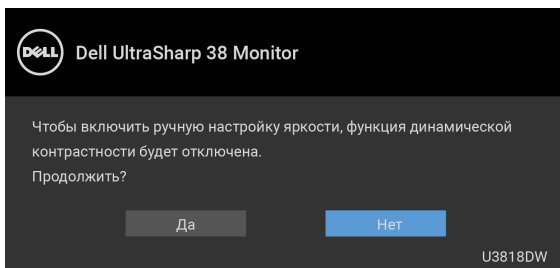 DELL Dell UltraSharp 38 Monitor
Чтобы включить ручную настройку яркости, функция динамической
контрастности будет отключена.
Продолжить?
Да Нет
U3818DW